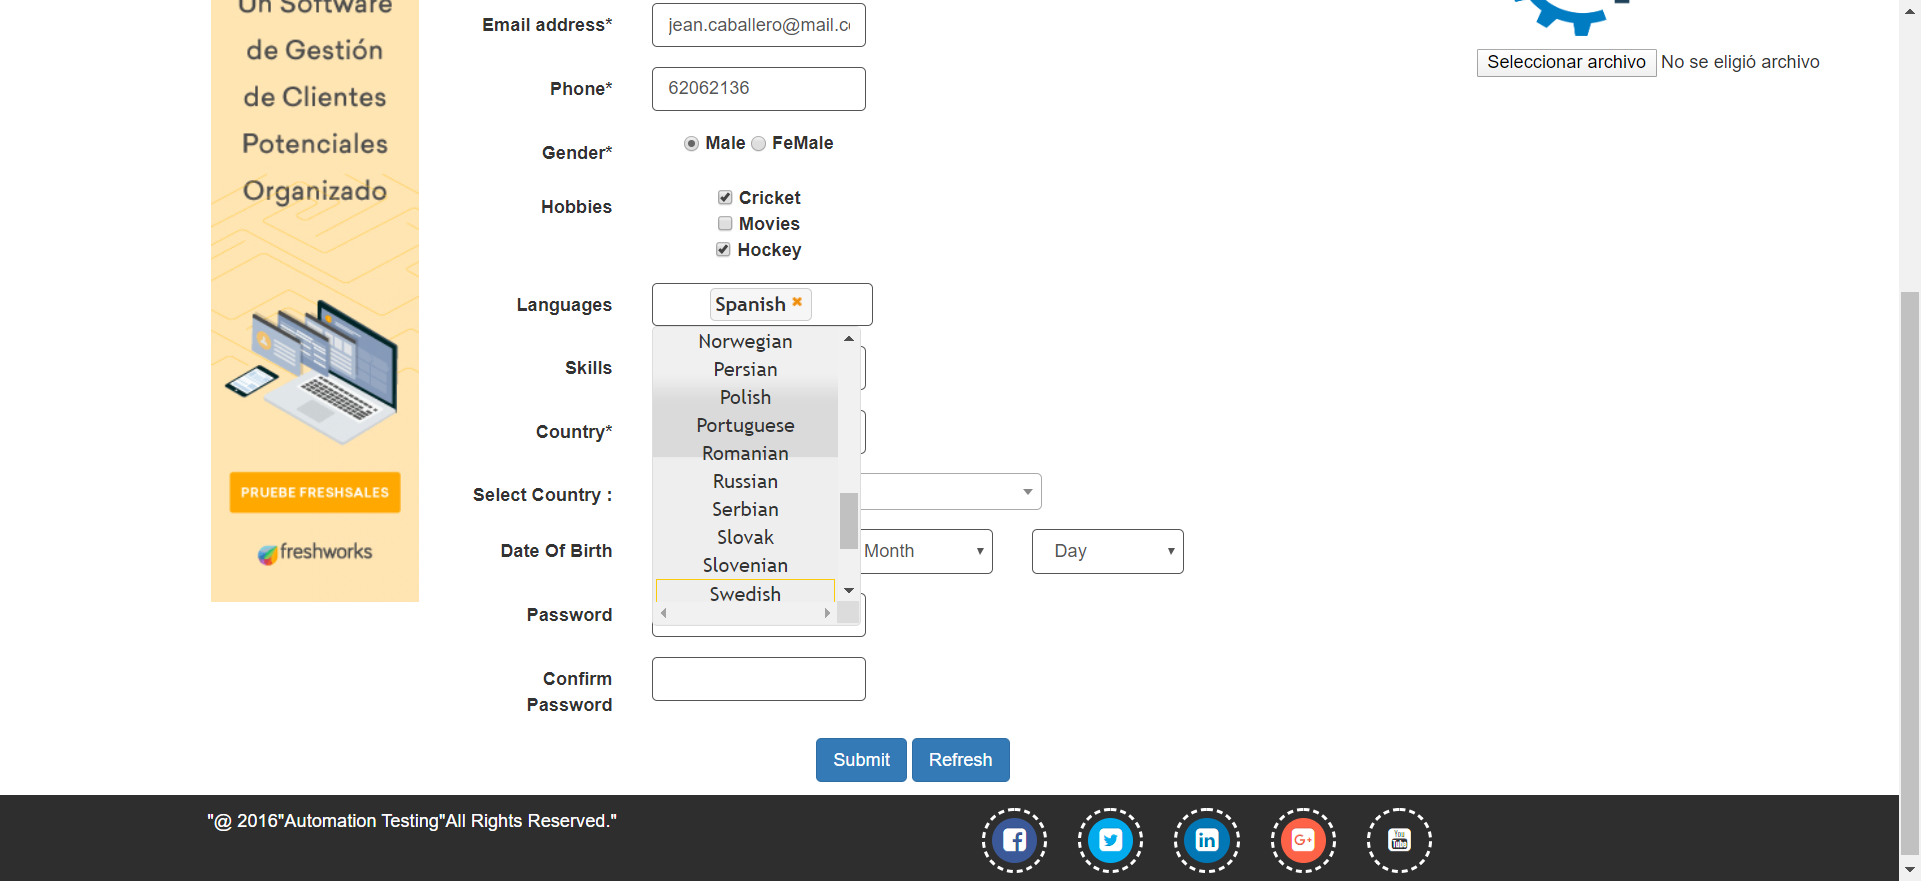 Un Software
de Gestión
de Clientes
Potenciales
Organizado
PRUEBE FRESHSALES
freshworks
Email address* jean.caballero@mail.c
Phone* 62062136
Gender* Male FeMale
Hobbies Cricket
Movies
Hockey
Languages Spanish
Norwegian
Persian
Polish
Portuguese
Romanian
Russian
Serbian
Slovak
Slovenian
Swedish
Skills
Country*
Select Country :
Date Of Birth Month Day
Password
Confirm
Password
Submit Refresh
Seleccionar archivo No se eligió archivo
"@ 2016"Automation Testing"All Rights Reserved."
in
G+
You
Tube